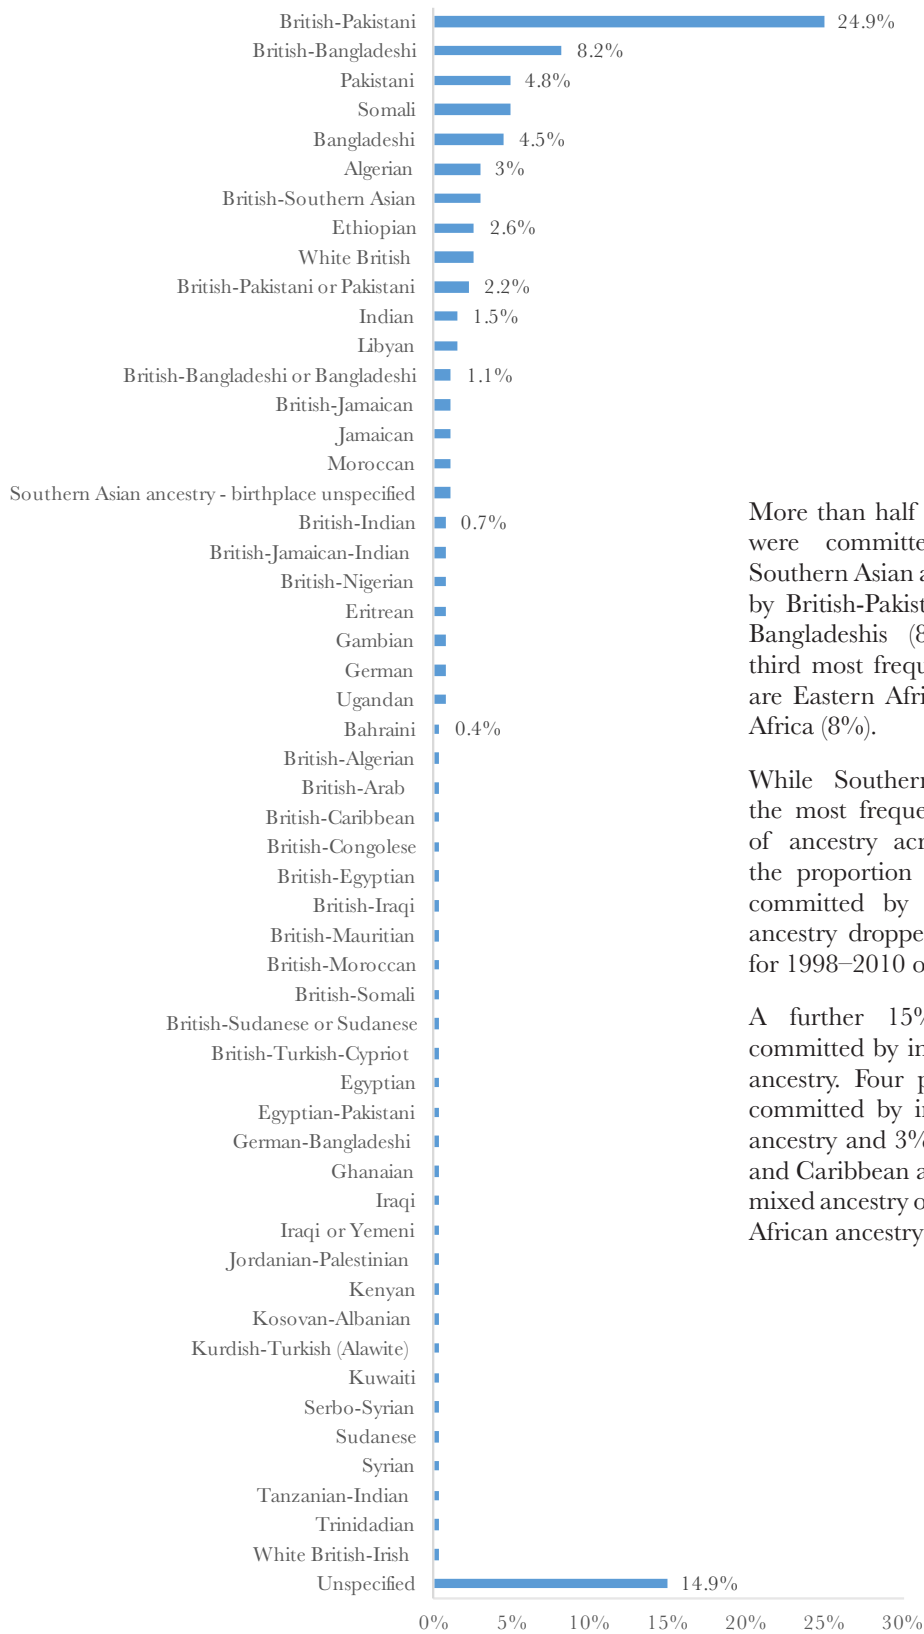 British-Pakistani 24.9%
British-Bangladeshi 8.2%
Pakistani 4.8%
Somali
Bangladeshi 4.5%
Algerian 3%
British-Southern Asian
Ethiopian 2.6%
White British
British-Pakistani or Pakistani 2.2%
Indian 1.5%
Libyan
British-Bangladeshi or Bangladeshi 1.1%
British-Jamaican
Jamaican
Moroccan
Southern Asian ancestry - birthplace unspecified
British-Indian 0.7%
British-Jamaican-Indian
British-Nigerian
Eritrean
Gambian
German
Ugandan
Bahraini 0.4%
British-Algerian
British-Arab
British-Caribbean
British-Congolese
British-Egyptian
British-Iraqi
British-Mauritian
British-Moroccan
British-Somali
British-Sudanese or Sudanese
British-Turkish-Cypriot
Egyptian
Egyptian-Pakistani
German-Bangladeshi
Ghanaian
Iraqi
Iraqi or Yemeni
Jordanian-Palestinian
Kenyan
Kosovan-Albanian
Kurdish-Turkish (Alawite)
Kuwaiti
Serbo-Syrian
Sudanese
Syrian
Tanzanian-Indian
Trinidadian
White British-Irish
Unspecified 14.9%
0% 5% 10% 15% 20% 25% 30%
More than half
were committe
Southern Asian a
by British-Pakist
Bangladeshis (8
third most frequ
are Eastern Afri
Africa (8%).
While Southern
the most freque
of ancestry acr
the proportion
committed by
ancestry droppe
for 1998–2010 o
A further 15%
committed by in
ancestry. Four p
committed by i
ancestry and 3%
and Caribbean a
mixed ancestry o
African ancestry